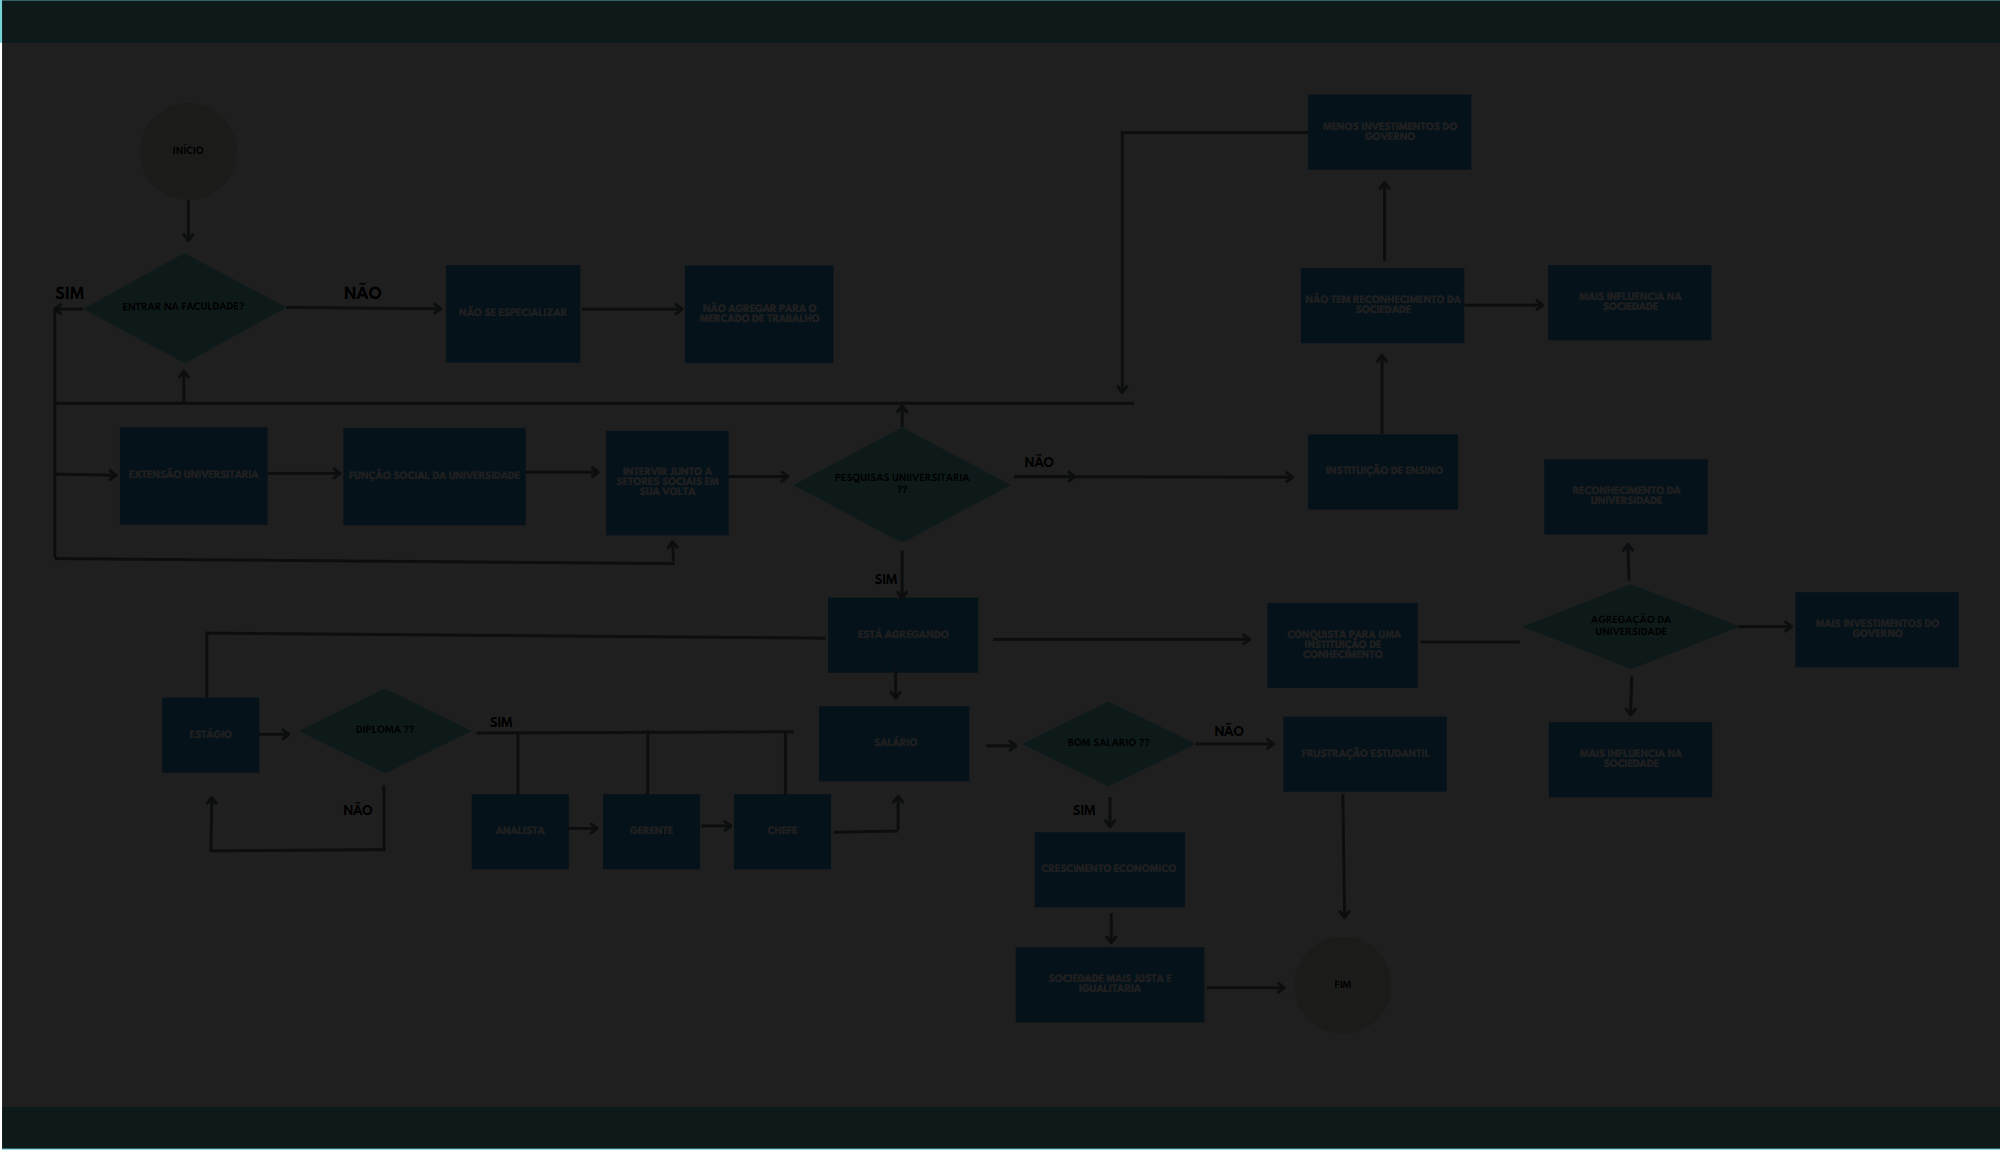 INÍCIO
MENOS INVESTIMENTOS DO
GOVERNO
SIM
ENTRAR NA FACULDADE?
NÃO
NÃO SE ESPECIALIZAR
NÃO AGREGAR PARA O
MERCADO DE TRABALHO
NÃO TEM RECONHECIMENTO DA
SOCIEDADE
MAIS INFLUENCIA NA
SOCIEDADE
EXTENSÃO UNIVERSITARIA
FUNÇÃO SOCIAL DA UNIVERSIDADE
INTERVIR JUNTO A
SETORES SOCIAIS EM
SUA VOLTA
PESQUISAS UNIIVERSITARIA
??
NÃO
INSTITUIÇÃO DE ENSINO
RECONHECIMENTO DA
UNIVERSIDADE
SIM
ESTÁ AGREGANDO
CONQUISTA PARA UMA
INSTITUIÇÃO DE
CONHECIMENTO
AGREGAÇÃO DA
UNIVERSIDADE
MAIS INVESTIMENTOS DO
GOVERNO
ESTÁGIO
DIPLOMA ??
SIM
SALÁRIO
BOM SALARIO ??
NÃO
FRUSTRAÇÃO ESTUDANTIL
MAIS INFLUENCIA NA
SOCIEDADE
NÃO
ANALISTA
GERENTE
CHEFE
SIM
CRESCIMENTO ECONOMICO
SOCIEDADE MAIS JUSTA E
IGUALITARIA
FIM